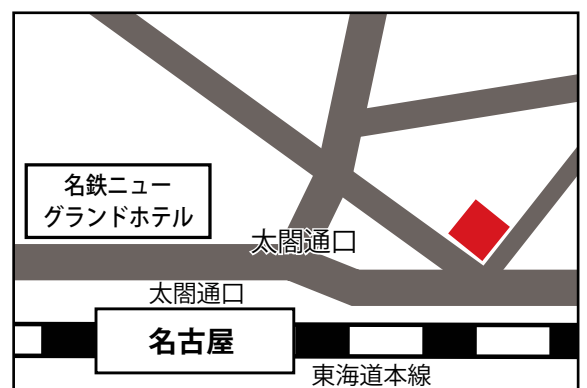 名鉄ニュー
グランドホテル
太閤通口
太閤通口
名古屋
東海道本線